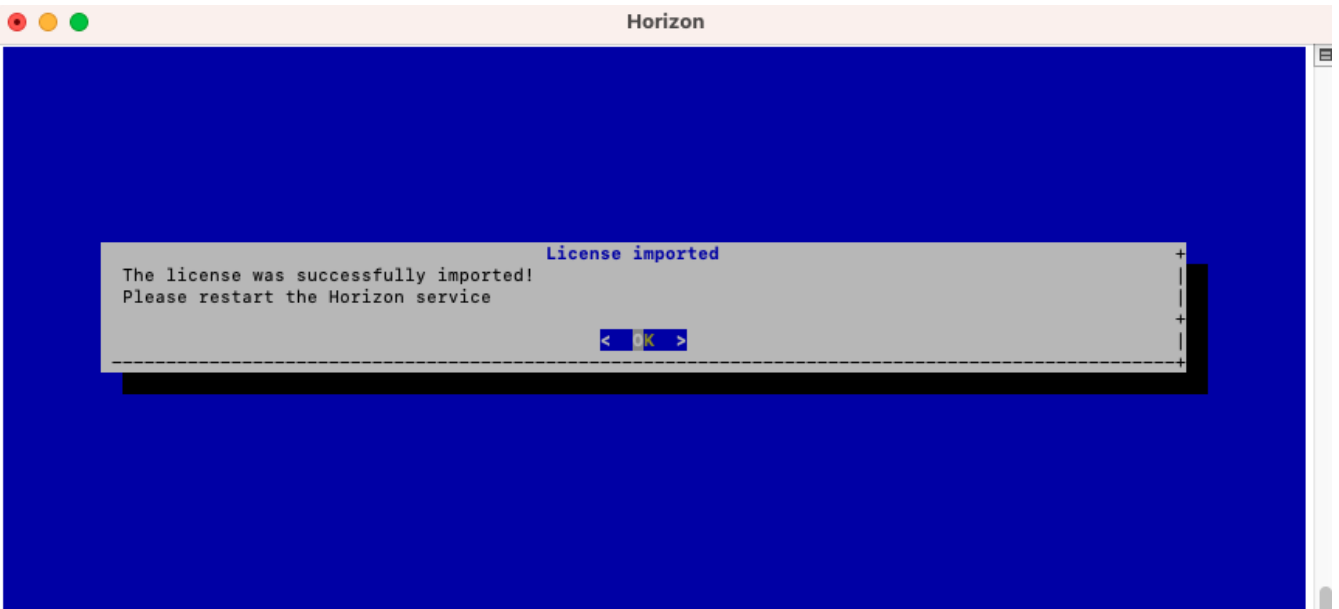 Horizon
License imported
The license was successfully imported!
Please restart the Horizon service
< OK >